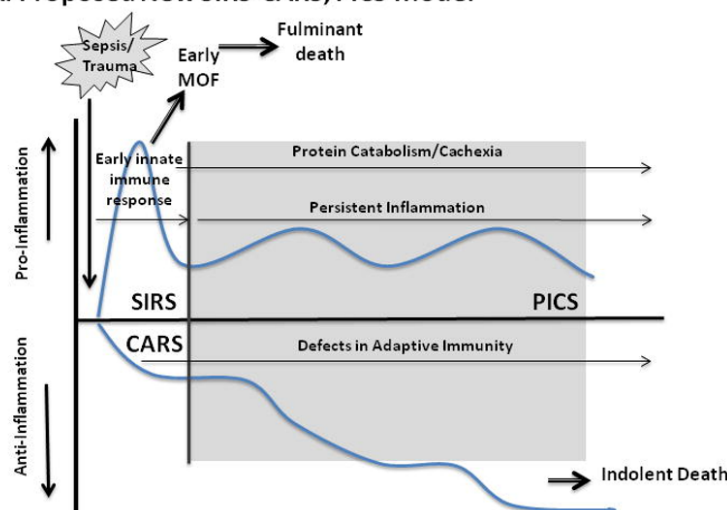 Sepsis/
Trauma
Early
MOF
Fulminant
death
Pro-Inflammation
Early innate
immune
response
Protein Catabolism/Cachexia
Persistent Inflammation
SIRS
PICS
CARS
Defects in Adaptive Immunity
Anti-Inflammation
Indolent Death